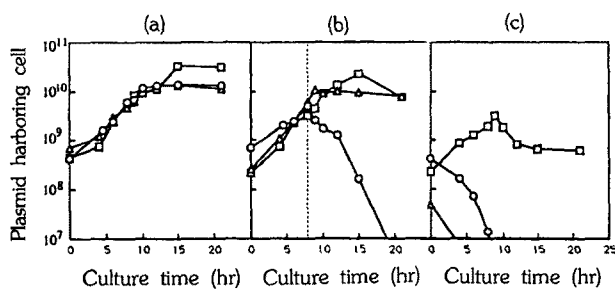 (a) (b) (c)
Plasmid harboring cell
10¹¹
10¹⁰
10⁹
10⁸
10⁷
0 5 10 15 20 0 5 10 15 20 0 5 10 15 20 25
Culture time (hr) Culture time (hr) Culture time (hr)